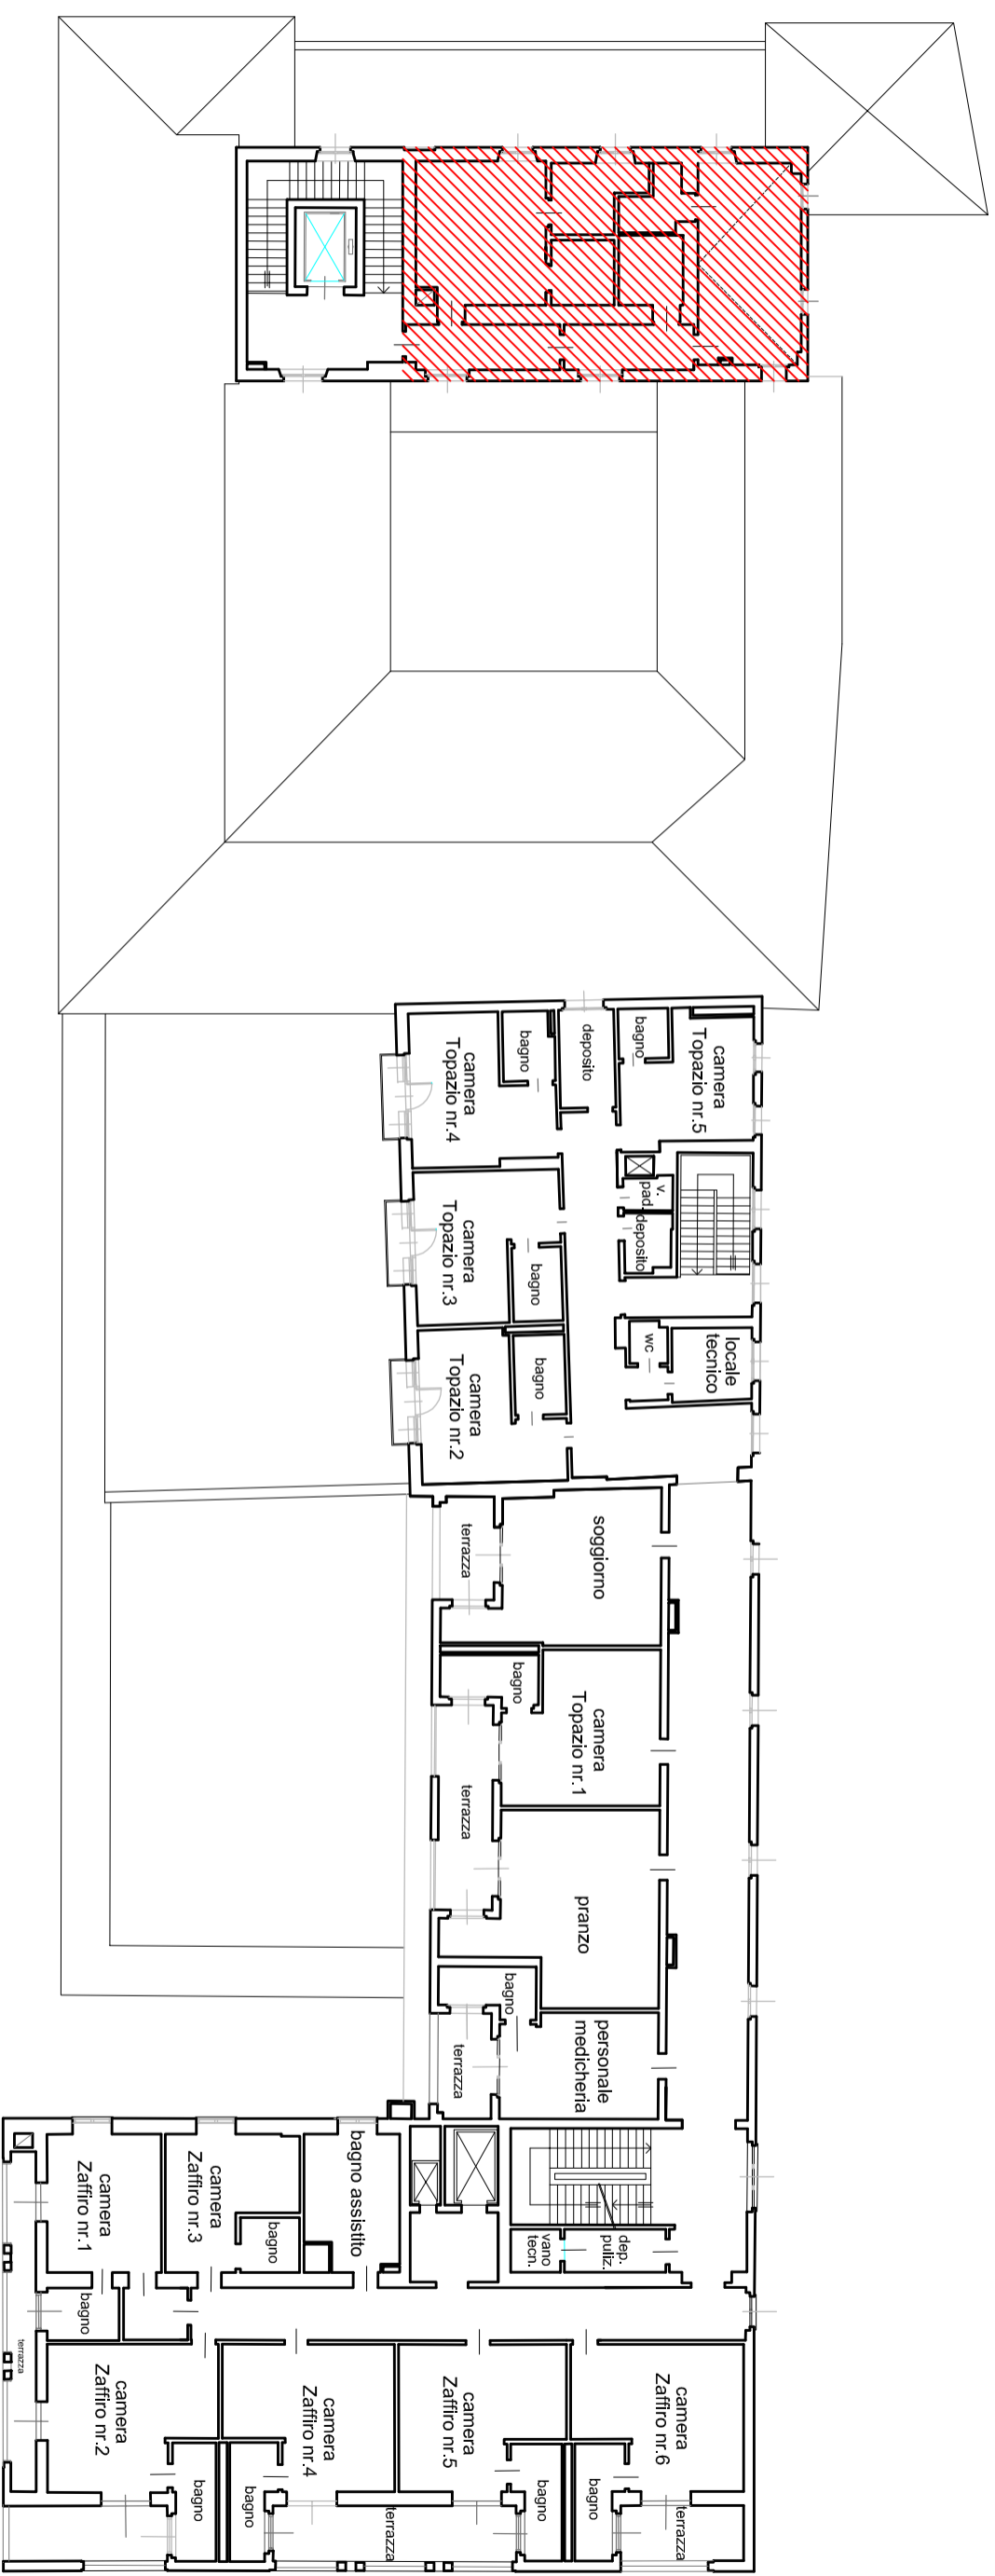 camera
Topazio nr.5
bagno
deposito
bagno
camera
Topazio nr.4
v.
pad.
deposito
camera
Topazio nr.3
bagno
locale
tecnico
wc
bagno
camera
Topazio nr.2
soggiorno
terrazza
bagno
camera
Topazio nr.1
terrazza
pranzo
bagno
personale
medicheria
terrazza
bagno assistito
camera
Zaffiro nr.3
camera
Zaffiro nr.1
bagno
dep.
puliz.
vano
tecn.
bagno
terrazza
camera
Zaffiro nr.6
camera
Zaffiro nr.5
camera
Zaffiro nr.4
camera
Zaffiro nr.2
terrazza
bagno
bagno
terrazza
bagno
bagno